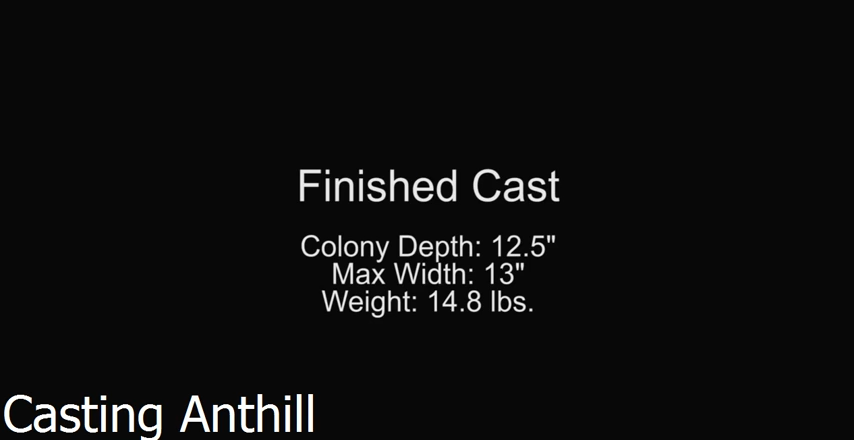 Finished Cast
Colony Depth: 12.5"
Max Width: 13"
Weight: 14.8 lbs.
Casting Anthill